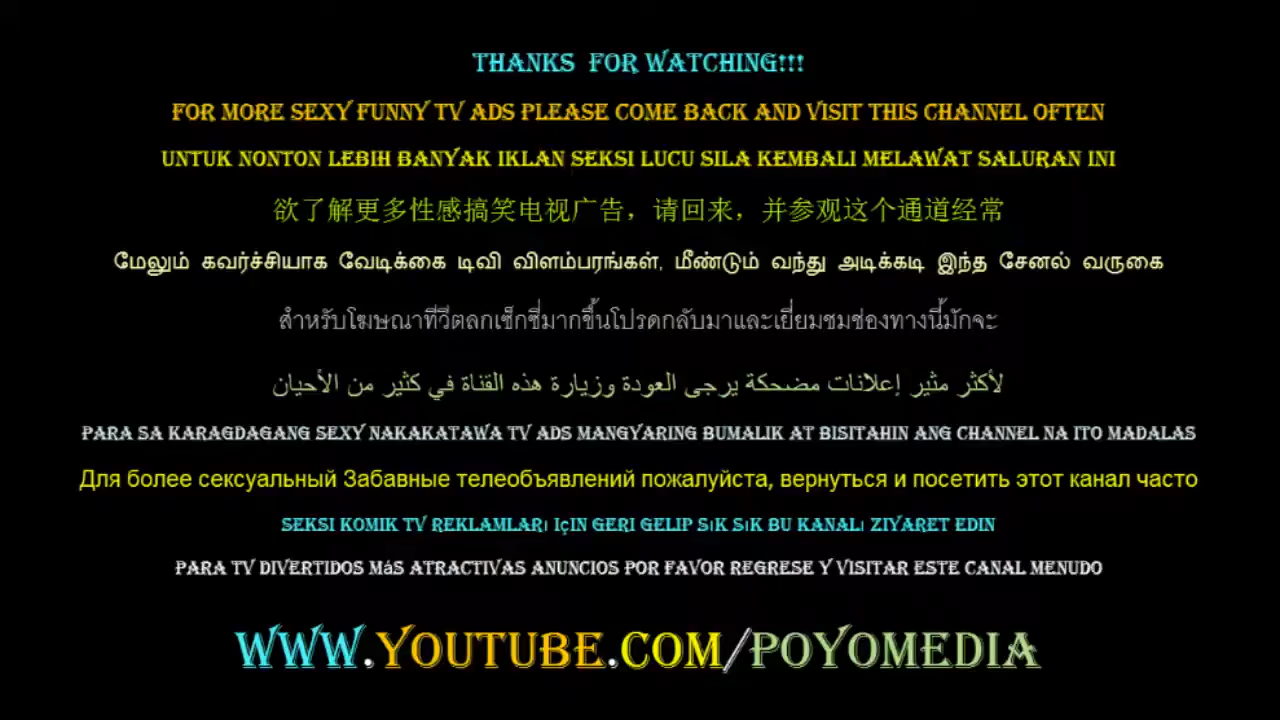 THANKS FOR WATCHING!!!
FOR MORE SEXY FUNNY TV ADS PLEASE COME BACK AND VISIT THIS CHANNEL OFTEN
UNTUK NONTON LEBIH BANYAK IKLAN SEKSI LUCU SILA KEMBALI MELAWAT SALURAN INI
欲了解更多性感搞笑电视广告，请回来，并参观这个通道经常
மேலும் கவர்ச்சியாக வேடிக்கை டிவி விளம்பரங்கள், மீண்டும் வந்து அடிக்கடி இந்த சேனல் வருகை
สำหรับโฆษณาทีวีตลกเซ็กซี่มากขึ้นโปรดกลับมาและเยี่ยมชมช่องทางนี้มักจะ
لأكثر مثير إعلانات مضحكة يرجى العودة وزيارة هذه القناة في كثير من الأحيان
PARA SA KARAGDAGANG SEXY NAKAKATAWA TV ADS MANGYARING BUMALIK AT BISITAHIN ANG CHANNEL NA ITO MADALAS
Для более сексуальный Забавные телеобъявлений пожалуйста, вернуться и посетить этот канал часто
SEKSI KOMIK TV REKLAMLARı IçIN GERI GELIP SıK SıK BU KANALı ZIYARET EDIN
PARA TV DIVERTIDOS MáS ATRACTIVAS ANUNCIOS POR FAVOR REGRESE Y VISITAR ESTE CANAL MENUDO
WWW.YOUTUBE.COM/POYOMEDIA